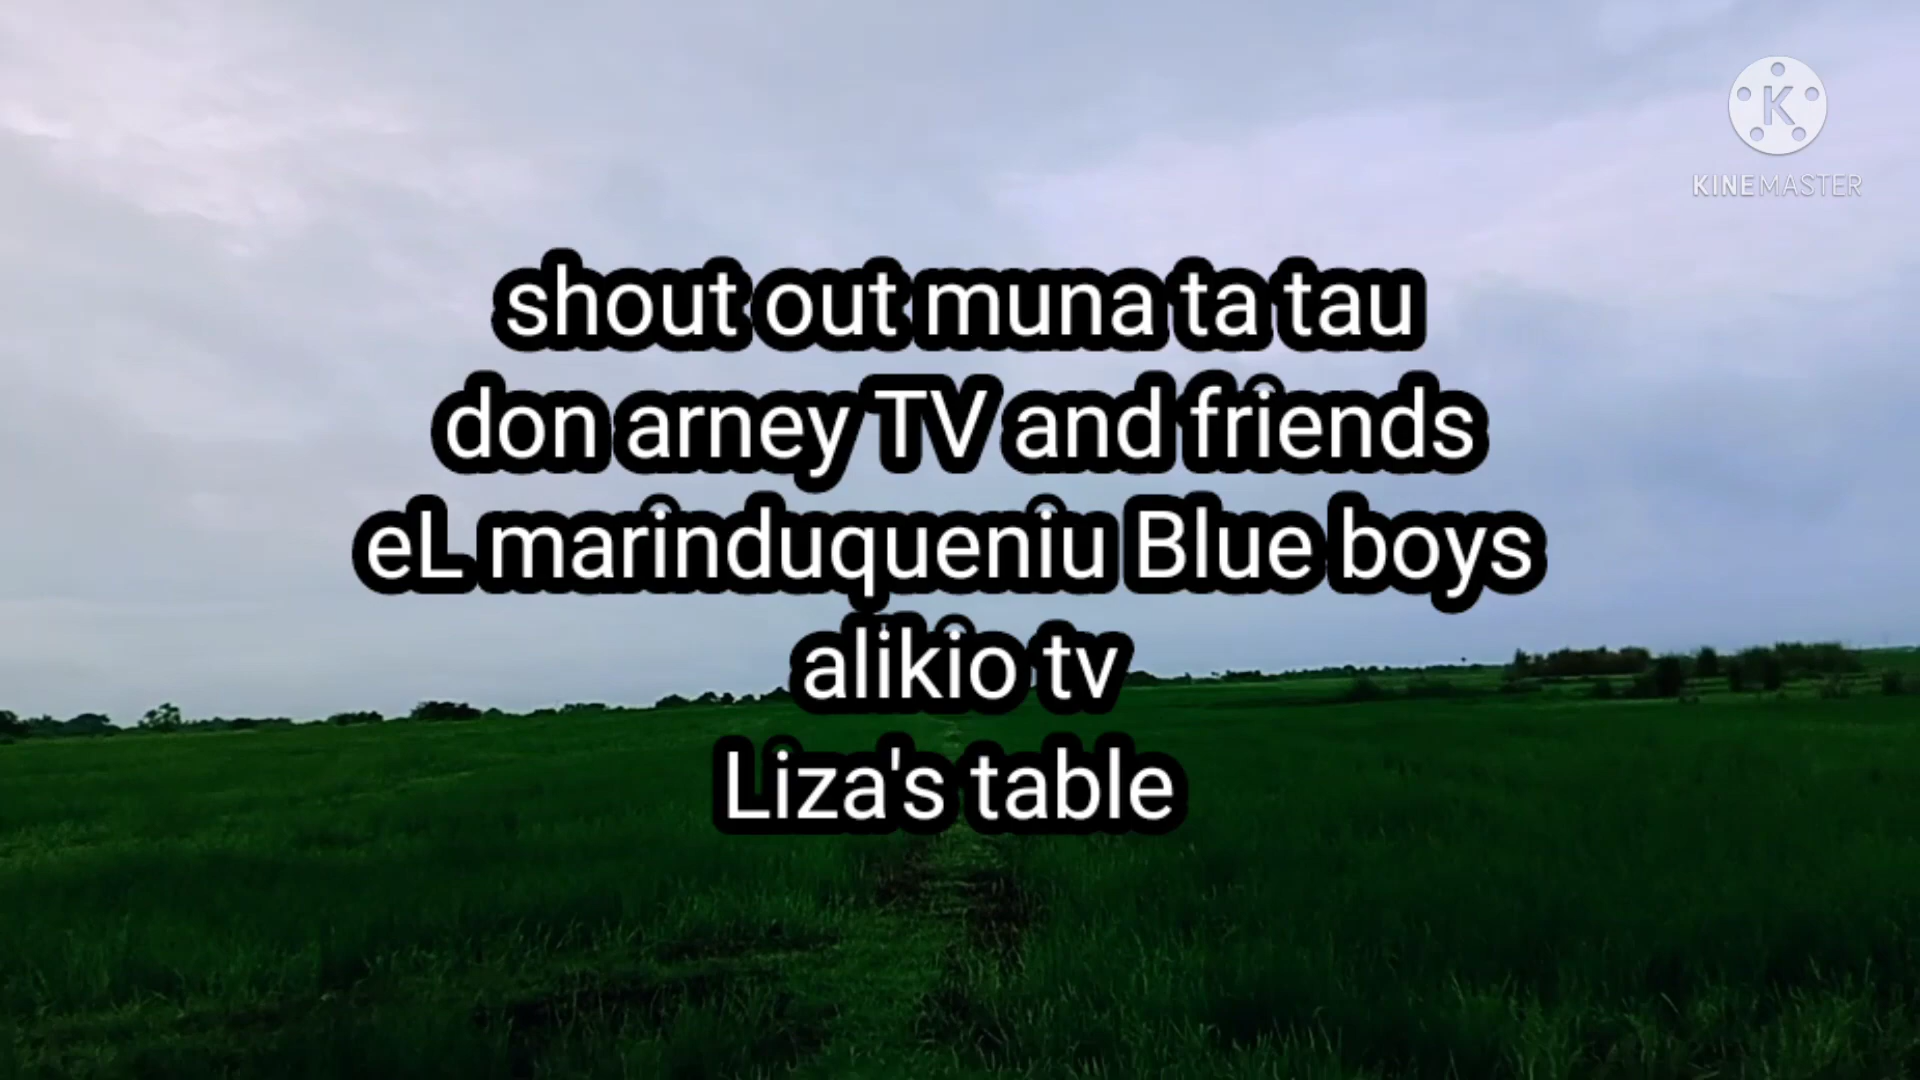 K
KINEMASTER
shout out muna ta tau
don arney TV and friends
eL marinduqueniu Blue boys
alikio tv
Liza's table